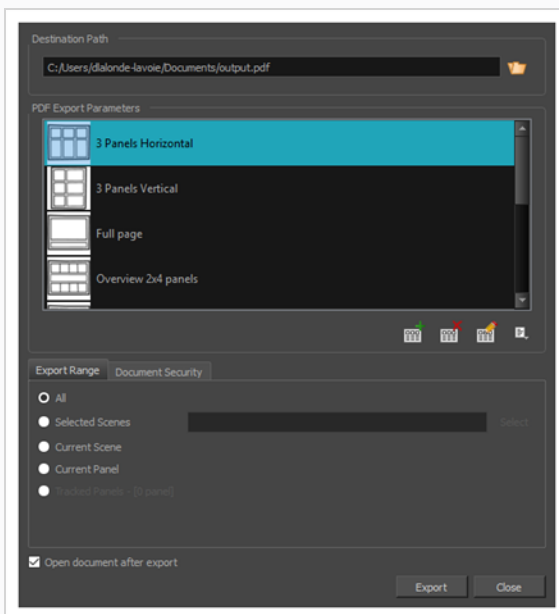 Destination Path
C:/Users/dlalonde-lavoie/Documents/output.pdf
PDF Export Parameters
3 Panels Horizontal
3 Panels Vertical
Full page
Overview 2x4 panels
Export Range Document Security
All
Selected Scenes Select
Current Scene
Current Panel
Tracked Panels - [0 panel]
Open document after export
Export Close